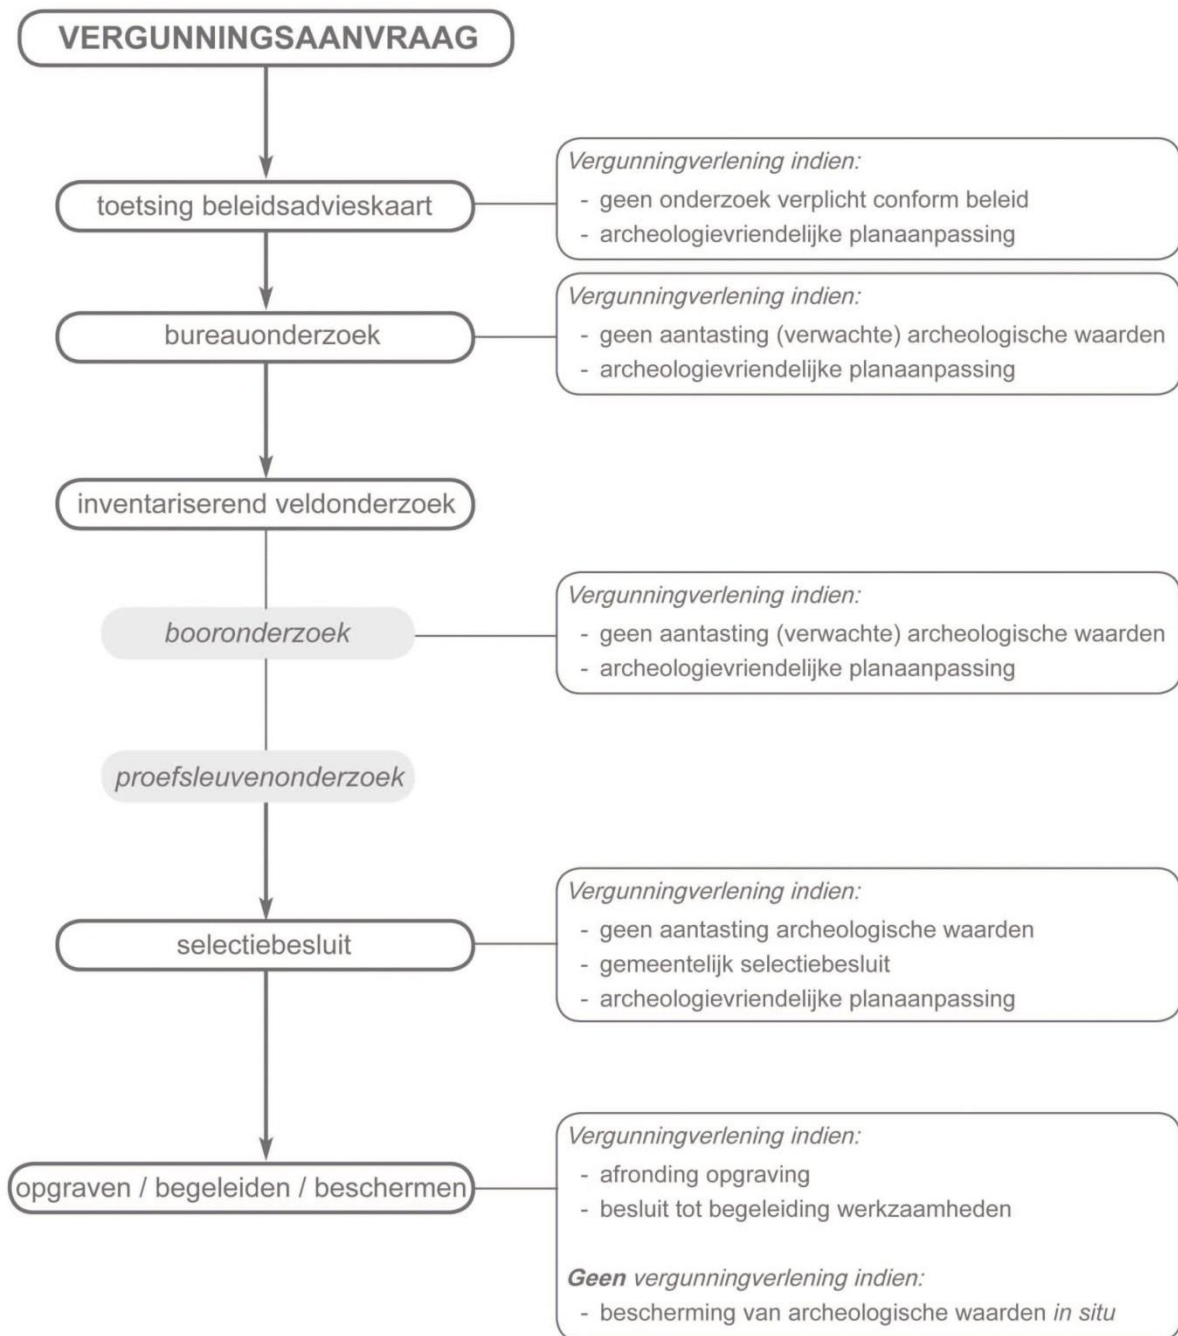 VERGUNNINGSAANVRAAG
toetsing beleidsadvieskaart
Vergunningverlening indien:
- geen onderzoek verplicht conform beleid
- archeologievriendelijke planaanpassing
bureauonderzoek
Vergunningverlening indien:
- geen aantasting (verwachte) archeologische waarden
- archeologievriendelijke planaanpassing
inventariserend veldonderzoek
booronderzoek
Vergunningverlening indien:
- geen aantasting (verwachte) archeologische waarden
- archeologievriendelijke planaanpassing
proefsleuvenonderzoek
selectiebesluit
Vergunningverlening indien:
- geen aantasting archeologische waarden
- gemeentelijk selectiebesluit
- archeologievriendelijke planaanpassing
opgraven / begeleiden / beschermen
Vergunningverlening indien:
- afronding opgraving
- besluit tot begeleiding werkzaamheden
Geen vergunningverlening indien:
- bescherming van archeologische waarden in situ